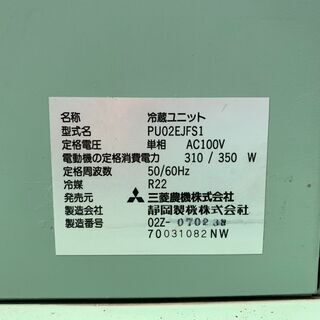 名称 冷蔵ユニット
型式名 PU02EJFS1
定格電圧 単相 AC100V
電動機の定格消費電力 310 / 350 W
定格周波数 50/60Hz
冷媒 R22
発売元 三菱農機株式会社
製造会社 静岡製機株式会社
製造番号 02Z- 070238
70031082NW